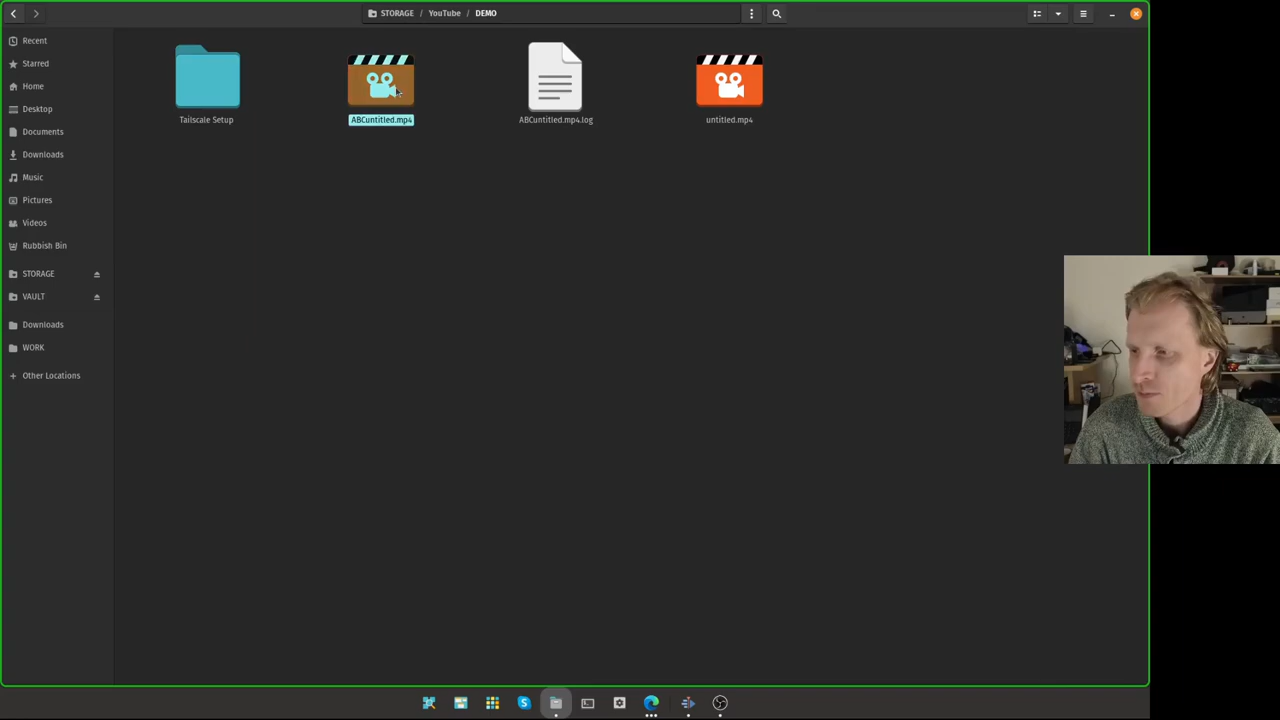 STORAGE / YouTube / DEMO
Recent
Starred
Home
Desktop
Documents
Downloads
Music
Pictures
Videos
Rubbish Bin
STORAGE
VAULT
Downloads
WORK
Other Locations
Tailscale Setup
ABCuntitled.mp4
ABCuntitled.mp4.log
untitled.mp4